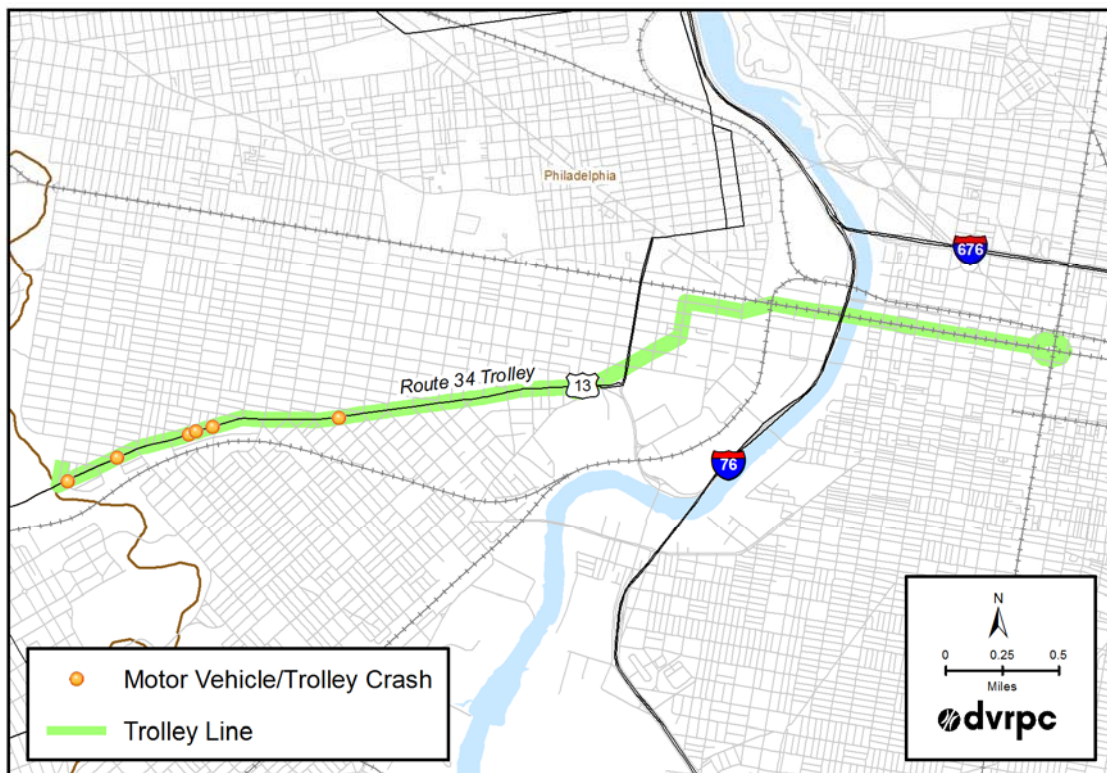 Philadelphia
676
Route 34 Trolley
13
76
Motor Vehicle/Trolley Crash
Trolley Line
N
0 0.25 0.5
Miles
dvrpc